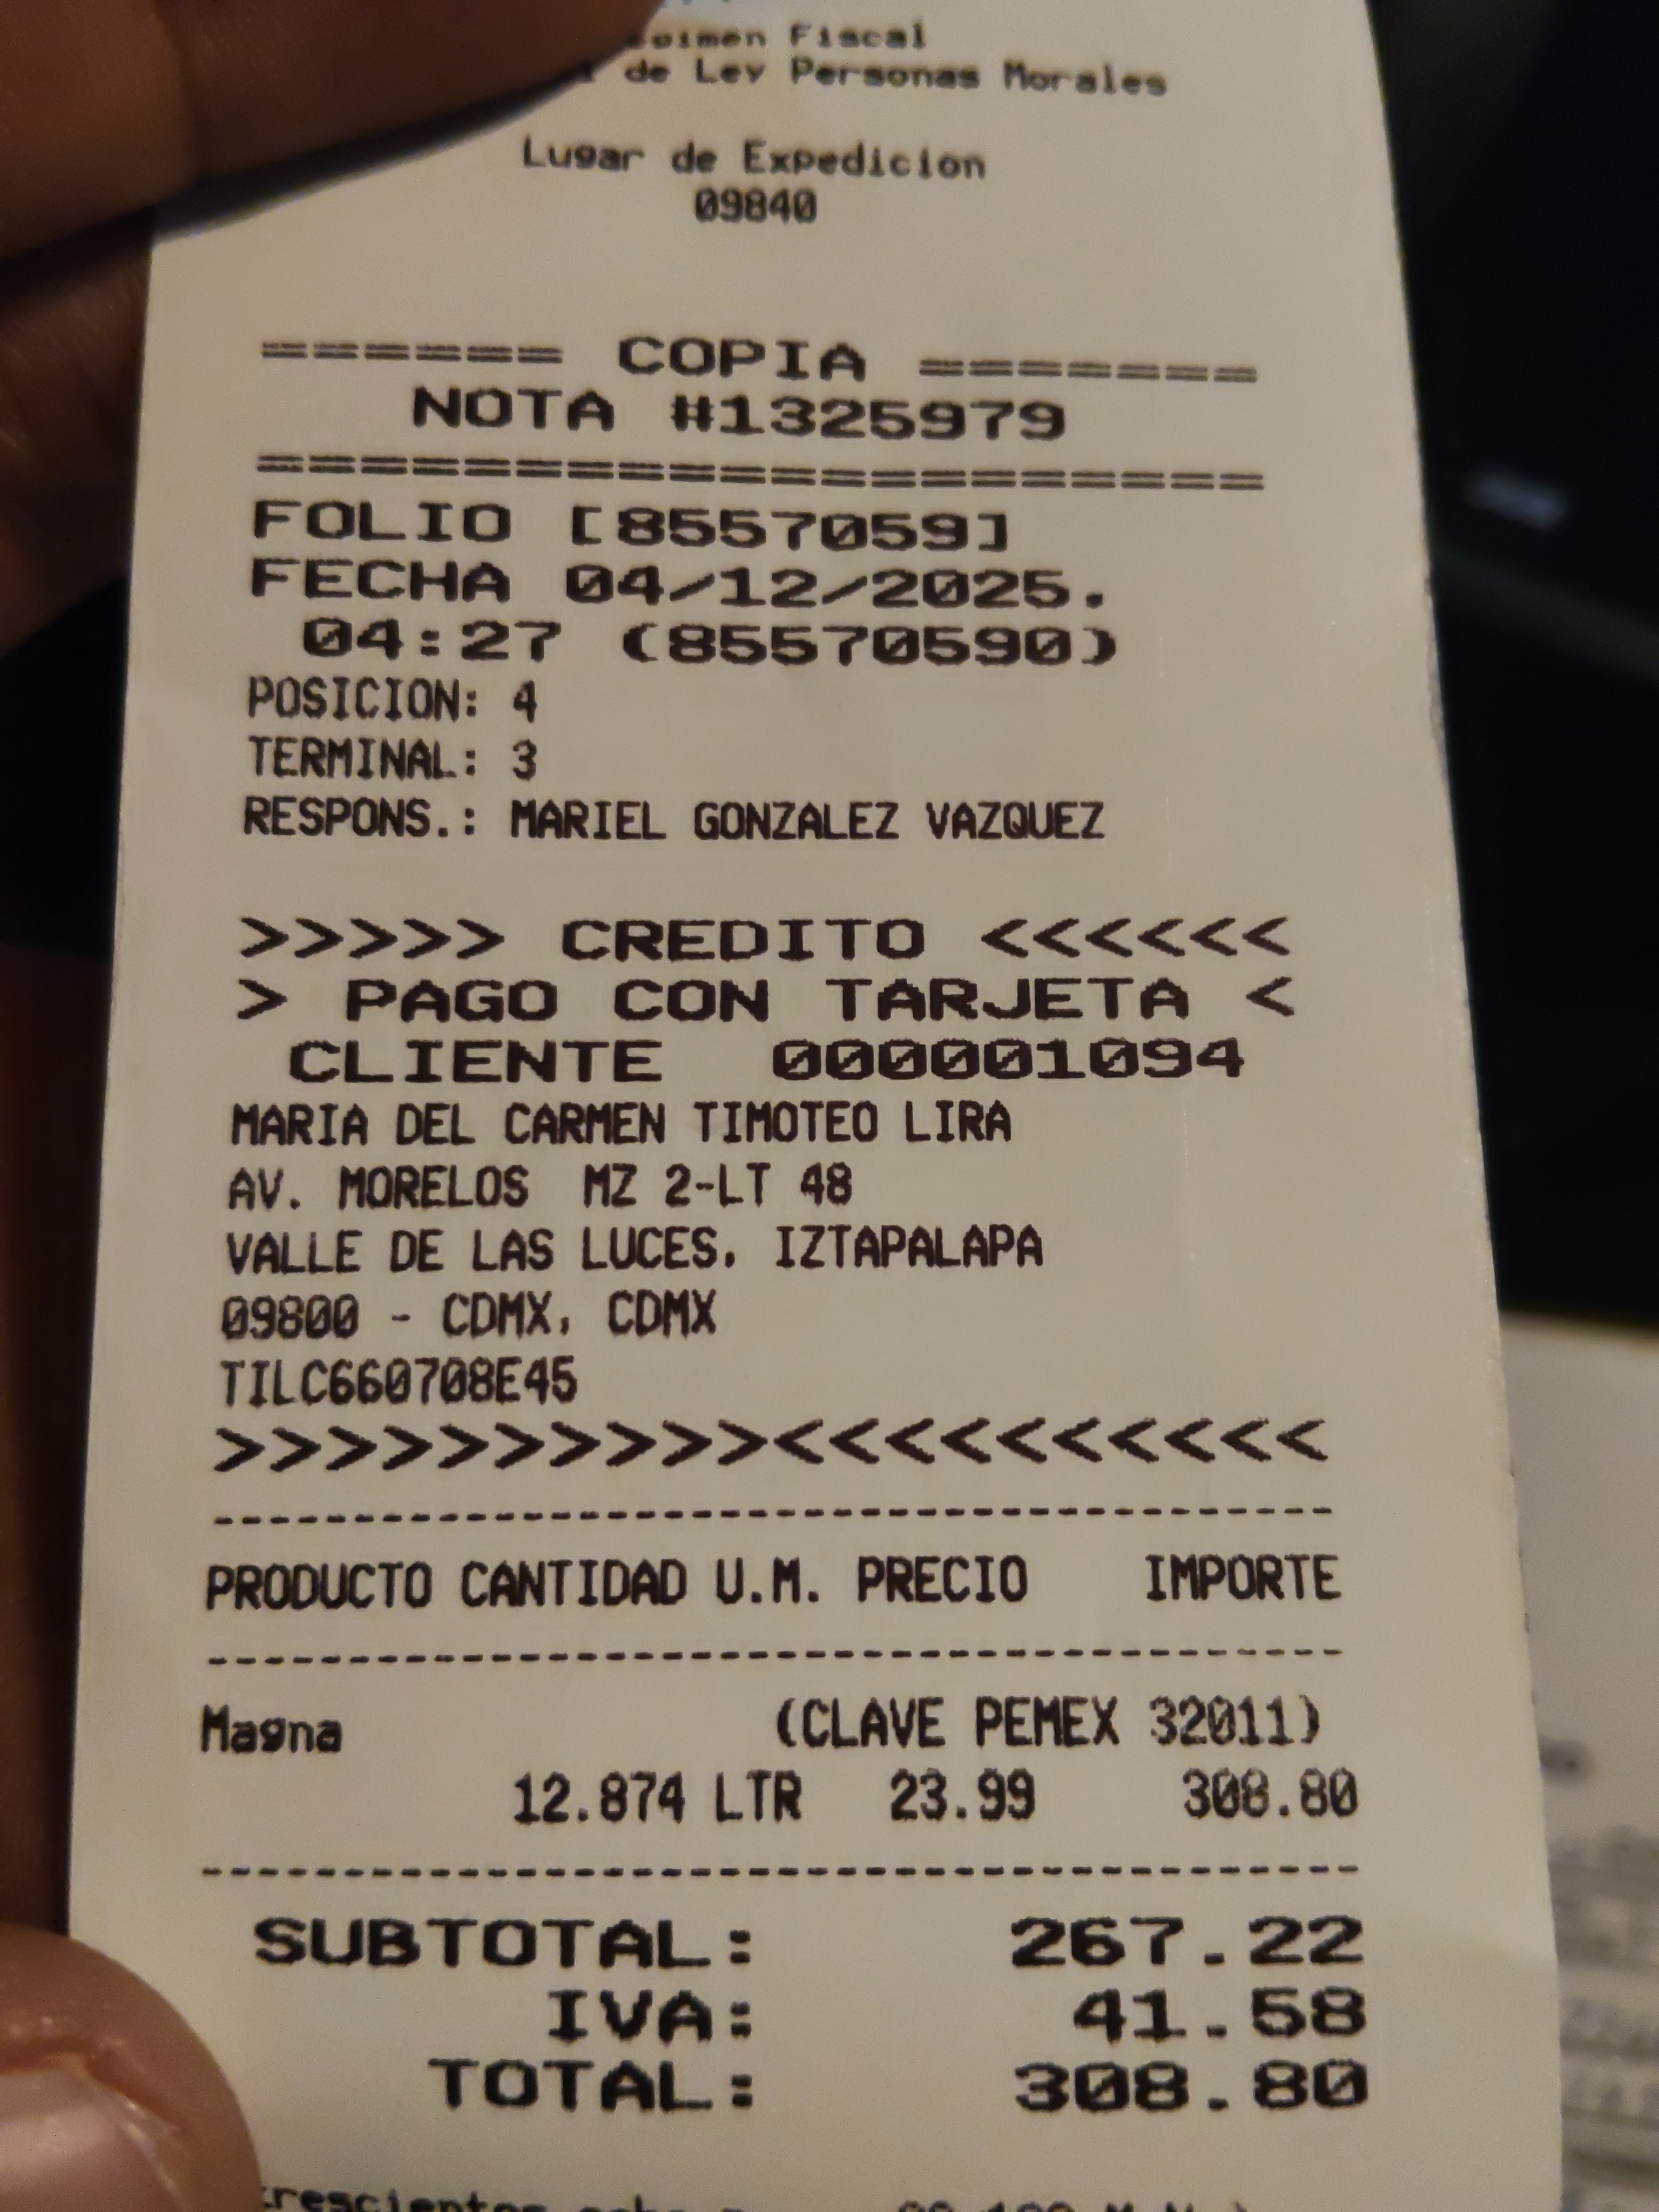 Fiscal
de Ley Personas Morales
Lugar de Expedicion
09840
====== COPIA =======
NOTA #1325979
==========================
FOLIO [8557059]
FECHA 04/12/2025.
04:27 (85570590)
POSICION: 4
TERMINAL: 3
RESPONS.: MARIEL GONZALEZ VAZQUEZ
>>>>> CREDITO <<<<<<
> PAGO CON TARJETA <
CLIENTE 0000001094
MARIA DEL CARMEN TIMOTEO LIRA
AV. MORELOS MZ 2-LT 48
VALLE DE LAS LUCES, IZTAPALAPA
09800 - CDMX, CDMX
TILC660708E45
>>>>>>>>>><<<<<<<<<<
----------------------------------------
PRODUCTO CANTIDAD U.M. PRECIO IMPORTE
----------------------------------------
Magna (CLAVE PEMEX 32011)
12.874 LTR 23.99 308.80
----------------------------------------
SUBTOTAL: 267.22
IVA: 41.58
TOTAL: 308.80